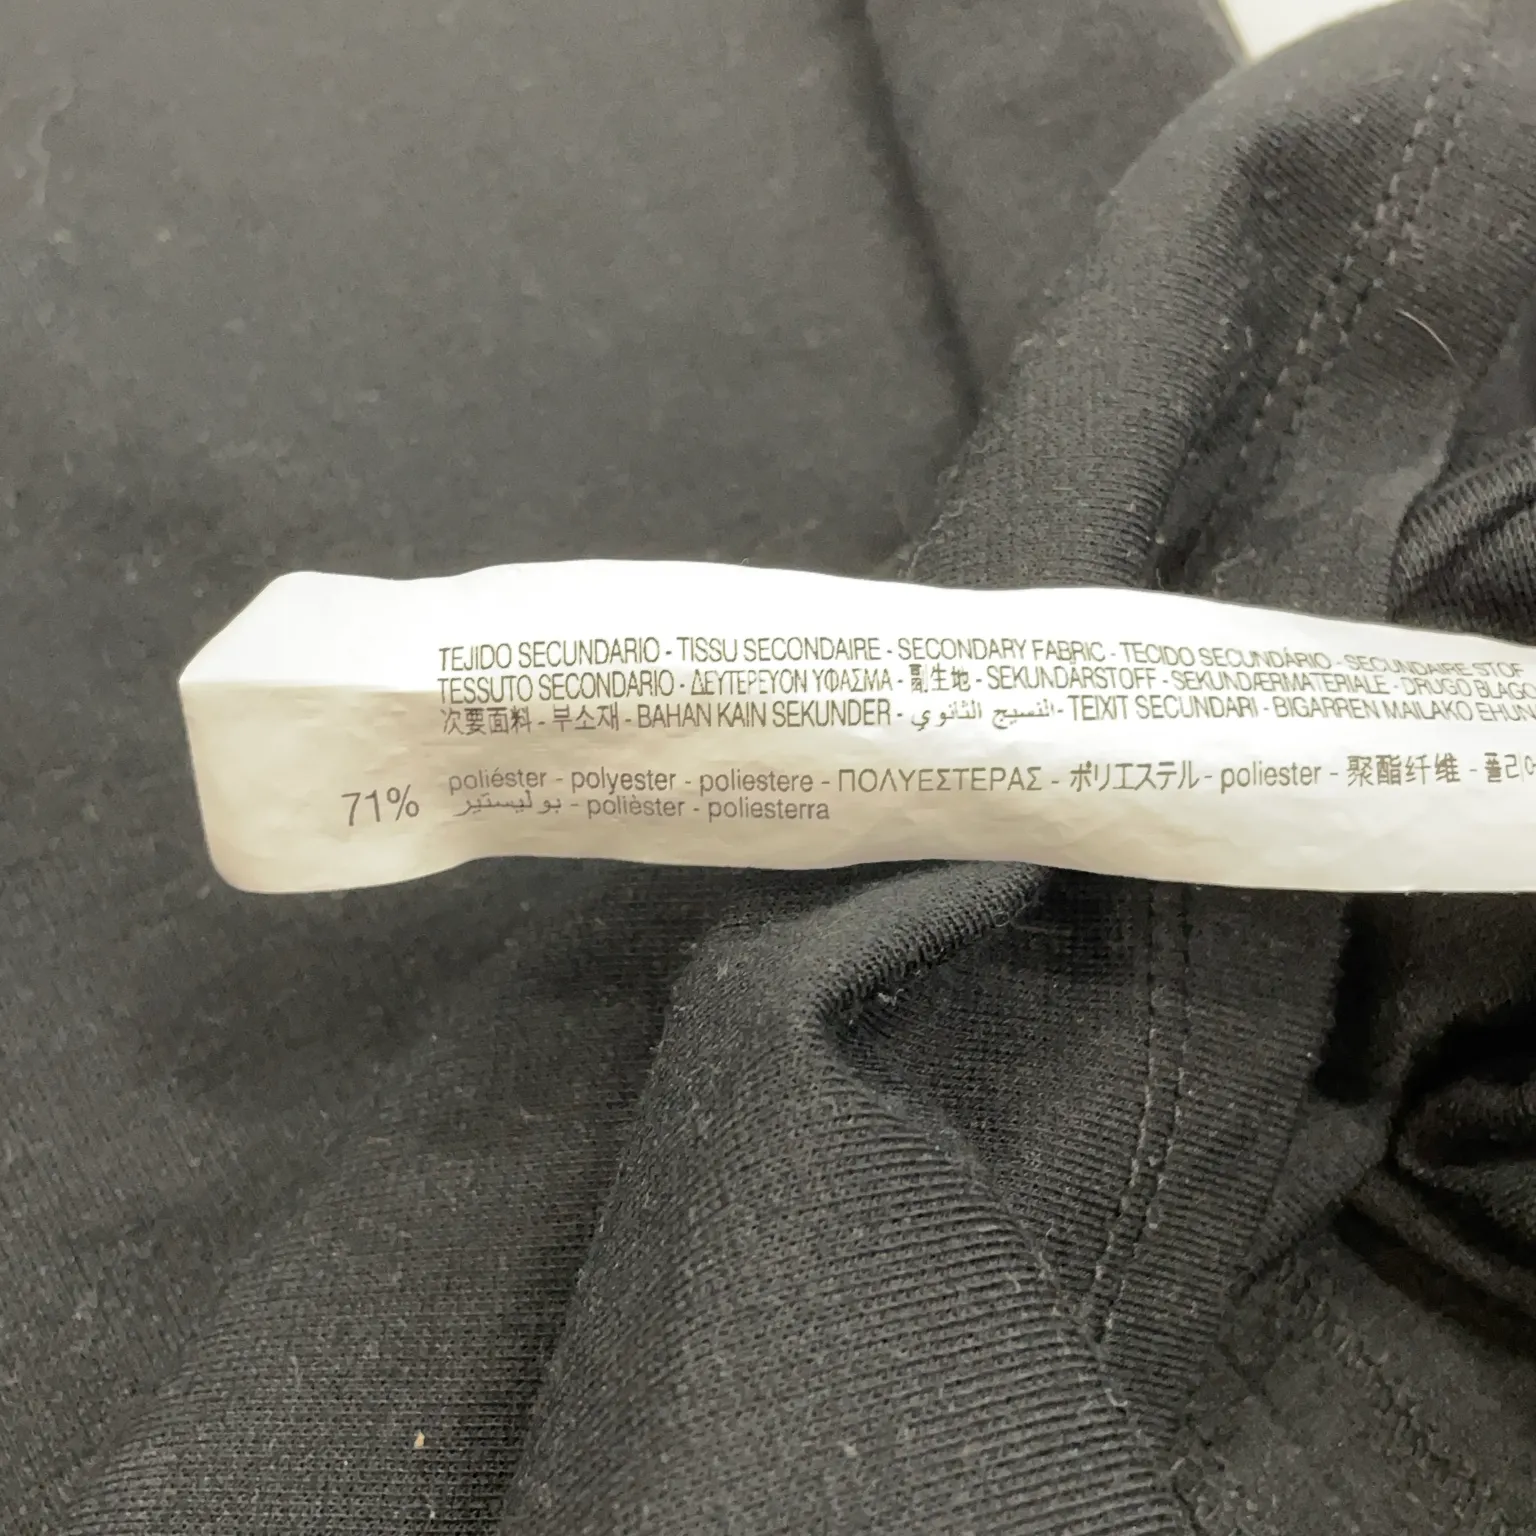 TEJIDO SECUNDARIO - TISSU SECONDAIRE - SECONDARY FABRIC - TECIDO SECUNDÁRIO - SECUNDAIRE STOF
TESSUTO SECONDARIO - ΔΕΥΤΕΡΕΥΟΝ ΥΦΑΣΜΑ - 副生地 - SEKUNDÄRSTOFF - SEKUNDÆRMATERIALE - DRUGO BLAGO
次要面料 - 부소재 - BAHAN KAIN SEKUNDER - النسيج الثانوي - TEIXIT SECUNDARI - BIGARREN MAILAKO EHUN
71% poliéster - polyester - poliestere - ΠΟΛΥΕΣΤΕΡΑΣ - ポリエステル - poliester - 聚酯纤维 -
بوليستير - polièster - poliesterra